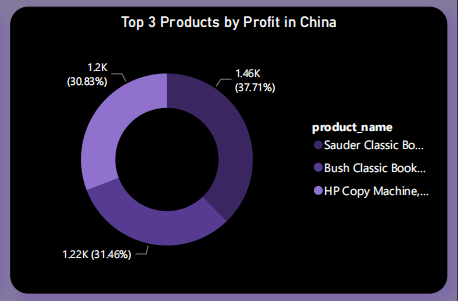 Top 3 Products by Profit in China
1.2K
(30.83%)
1.46K
(37.71%)
1.22K (31.46%)
product_name
Sauder Classic Bo...
Bush Classic Book...
HP Copy Machine,...